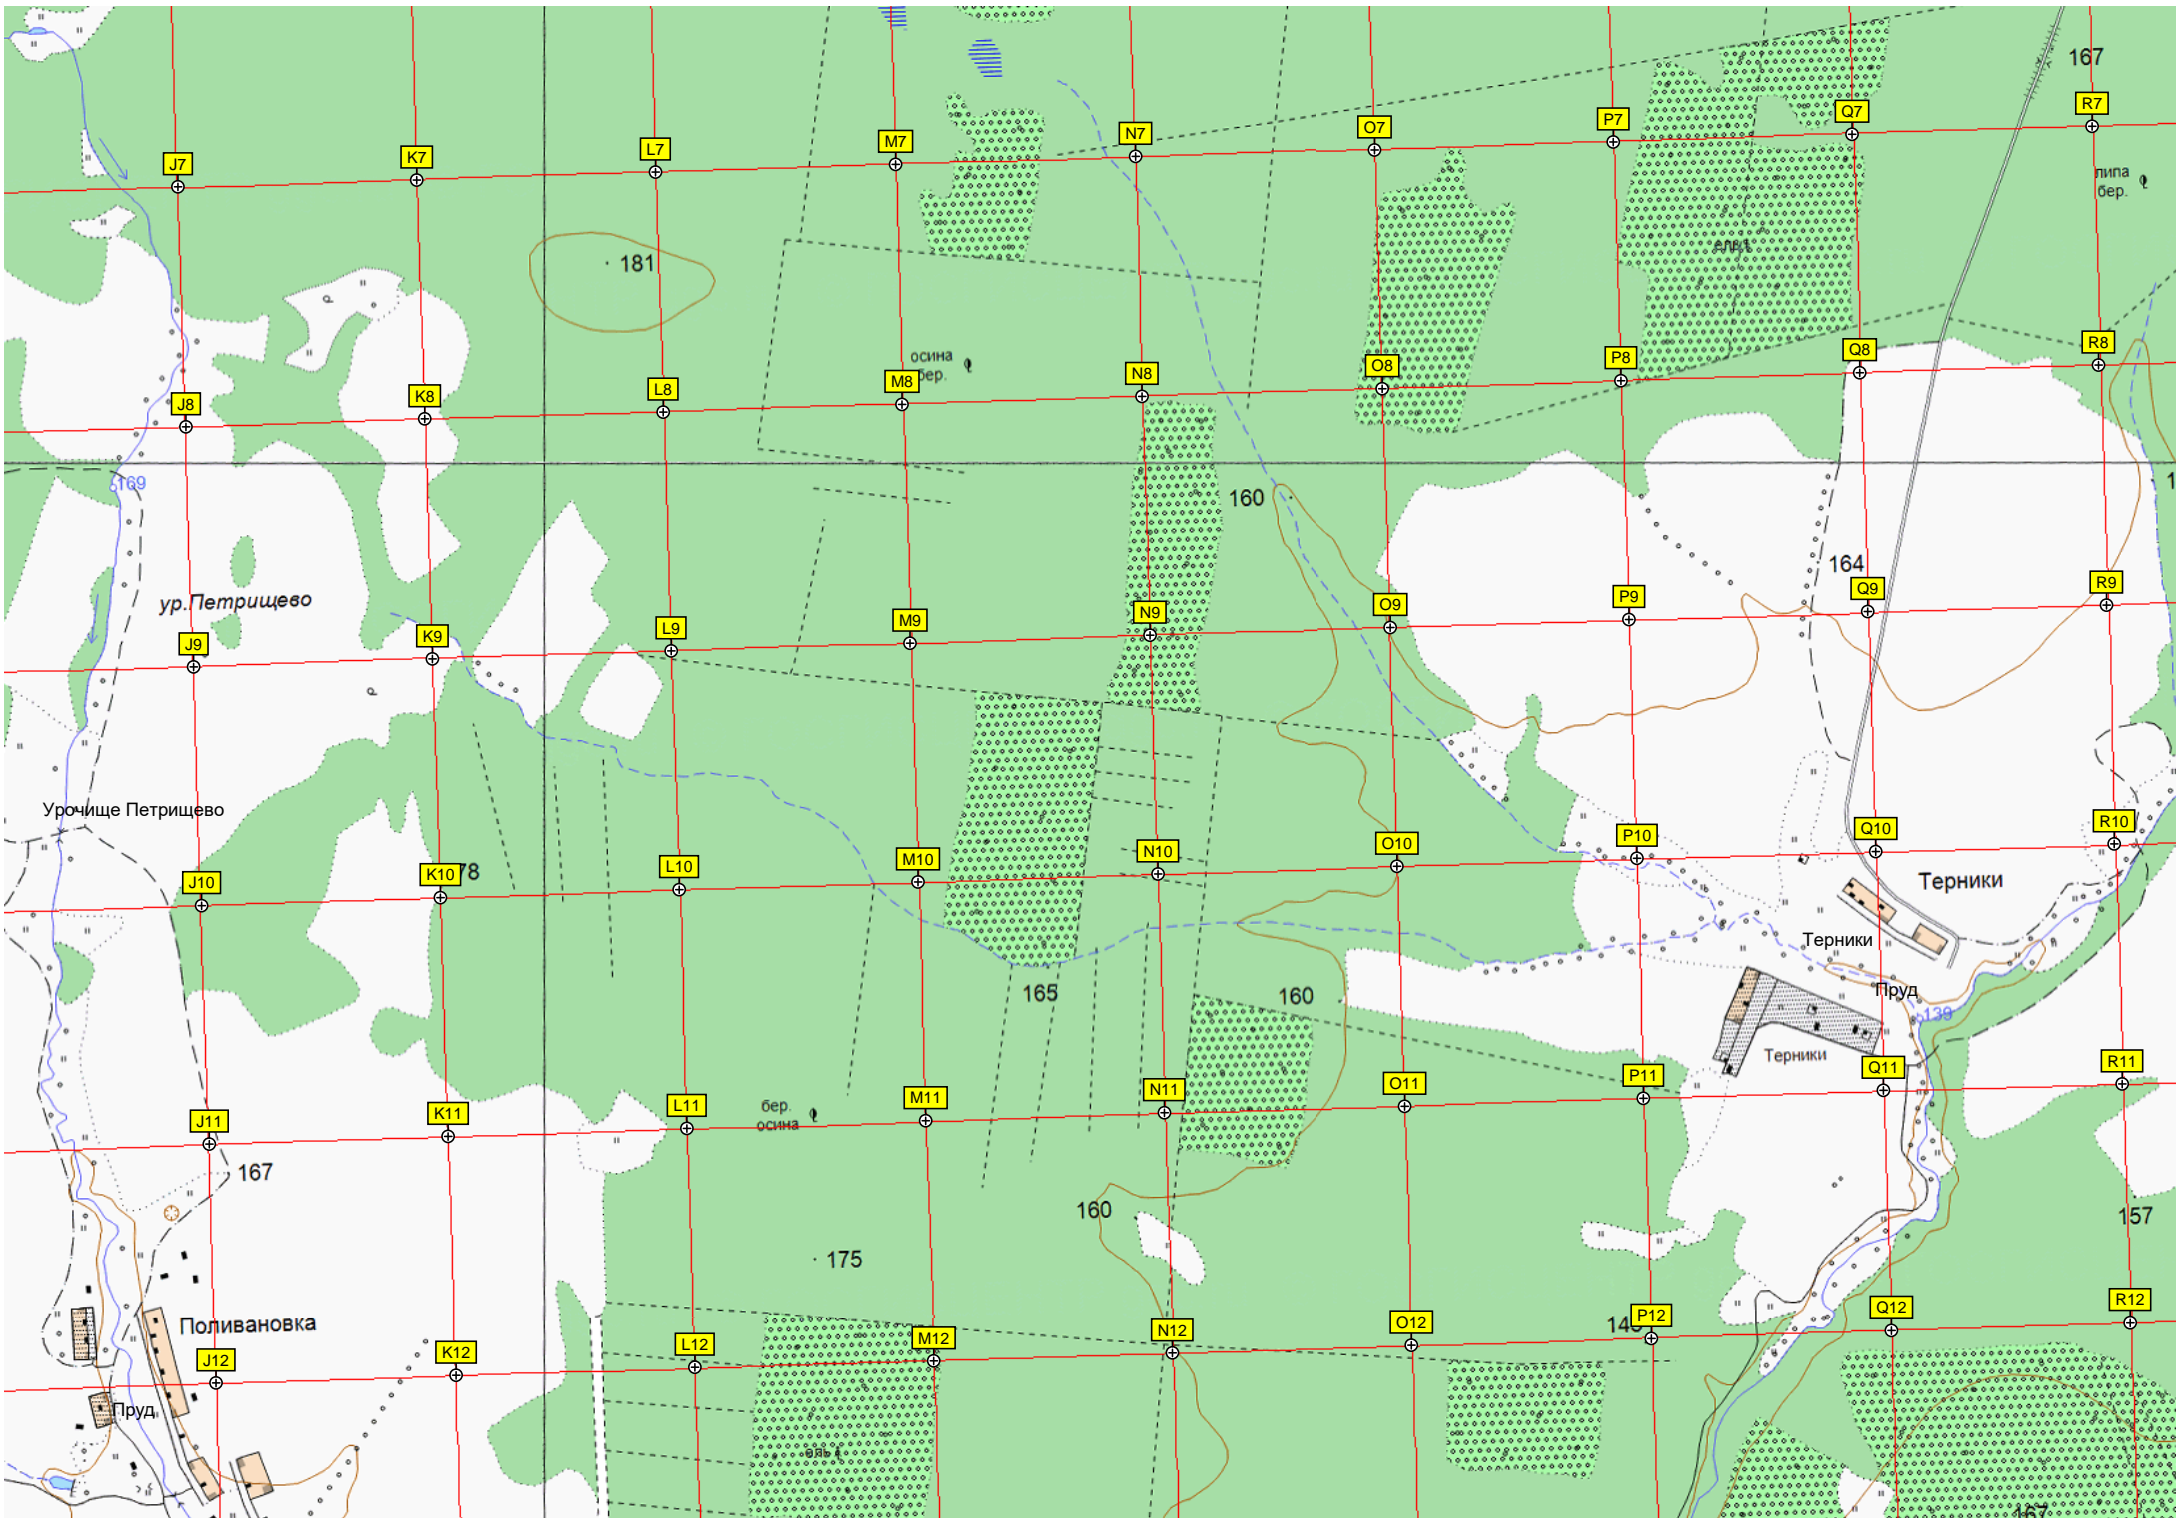 167
R7
Q7
P7
O7
N7
M7
L7
K7
J7
липа
бер.
ель
181
осина
бер.
R8
Q8
P8
O8
N8
M8
L8
K8
J8
169
160
164
ур.Петрищево
R9
Q9
P9
O9
N9
M9
L9
K9
J9
Урочище Петрищево
R10
Q10
P10
O10
N10
M10
L10
K10
78
J10
Терники
Терники
Пруд
165
160
139
Терники
R11
Q11
P11
O11
N11
M11
L11
K11
J11
бер.
осина
167
160
157
175
Поливановка
R12
Q12
P12
O12
N12
M12
L12
K12
J12
Пруд
ель
167